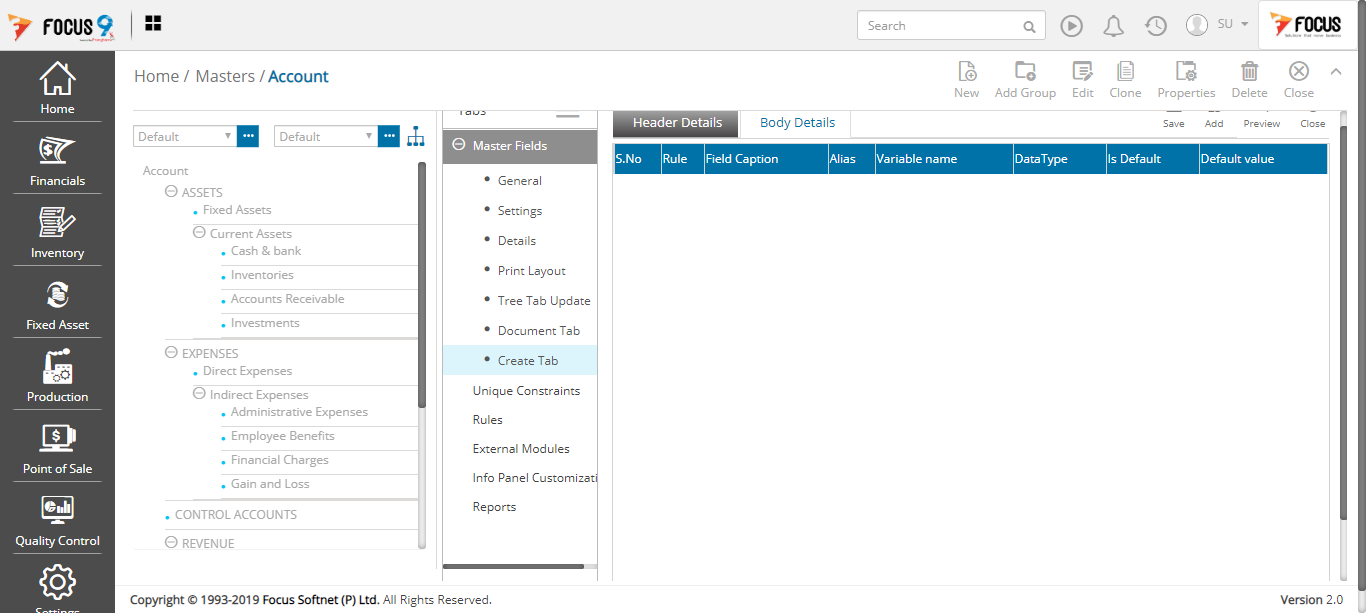 FOCUS 9
Search
SU
FOCUS
Home / Masters / Account
New
Add Group
Edit
Clone
Properties
Delete
Close
Home
Financials
Inventory
Fixed Asset
Production
Point of Sale
Quality Control
Settings
Default
Default
Account
ASSETS
Fixed Assets
Current Assets
Cash & bank
Inventories
Accounts Receivable
Investments
EXPENSES
Direct Expenses
Indirect Expenses
Administrative Expenses
Employee Benefits
Financial Charges
Gain and Loss
CONTROL ACCOUNTS
REVENUE
Tabs
Master Fields
General
Settings
Details
Print Layout
Tree Tab Update
Document Tab
Create Tab
Unique Constraints
Rules
External Modules
Info Panel Customizati
Reports
Header Details
Body Details
Save
Add
Preview
Close
S.No Rule Field Caption Alias Variable name DataType Is Default Default value
Copyright © 1993-2019 Focus Softnet (P) Ltd. All Rights Reserved.
Version 2.0